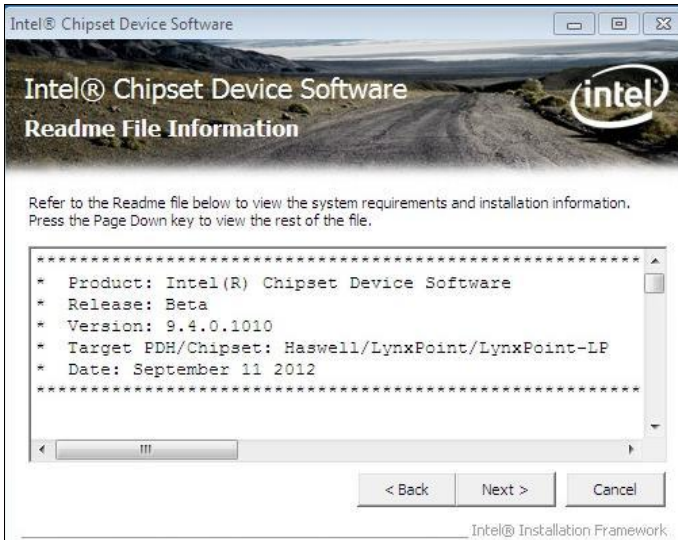 Intel® Chipset Device Software
Intel® Chipset Device Software
intel
Readme File Information
Refer to the Readme file below to view the system requirements and installation information.
Press the Page Down key to view the rest of the file.
************************************************************
* Product: Intel(R) Chipset Device Software
* Release: Beta
* Version: 9.4.0.1010
* Target PDH/Chipset: Haswell/LynxPoint/LynxPoint-LP
* Date: September 11 2012
************************************************************
< Back Next > Cancel
Intel® Installation Framework